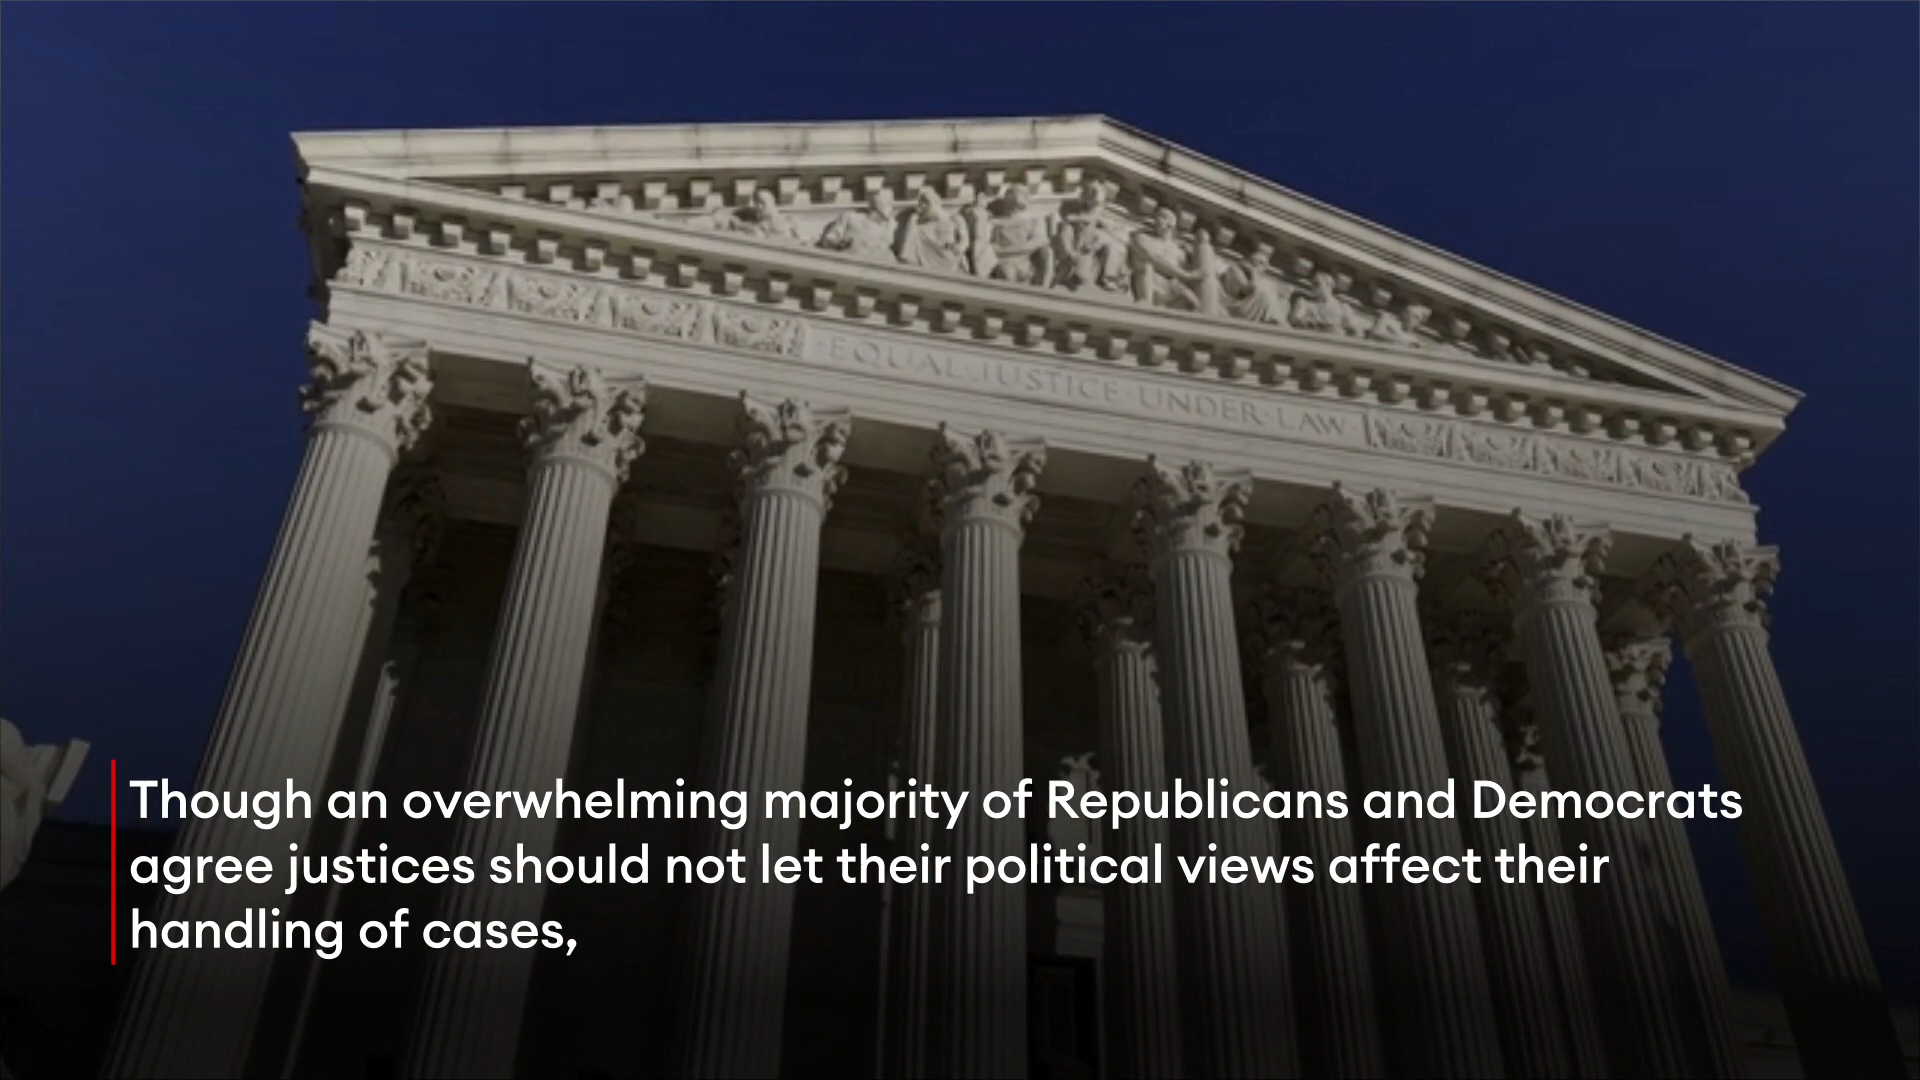 EQUAL·JUSTICE·UNDER·LAW
Though an overwhelming majority of Republicans and Democrats
agree justices should not let their political views affect their
handling of cases,